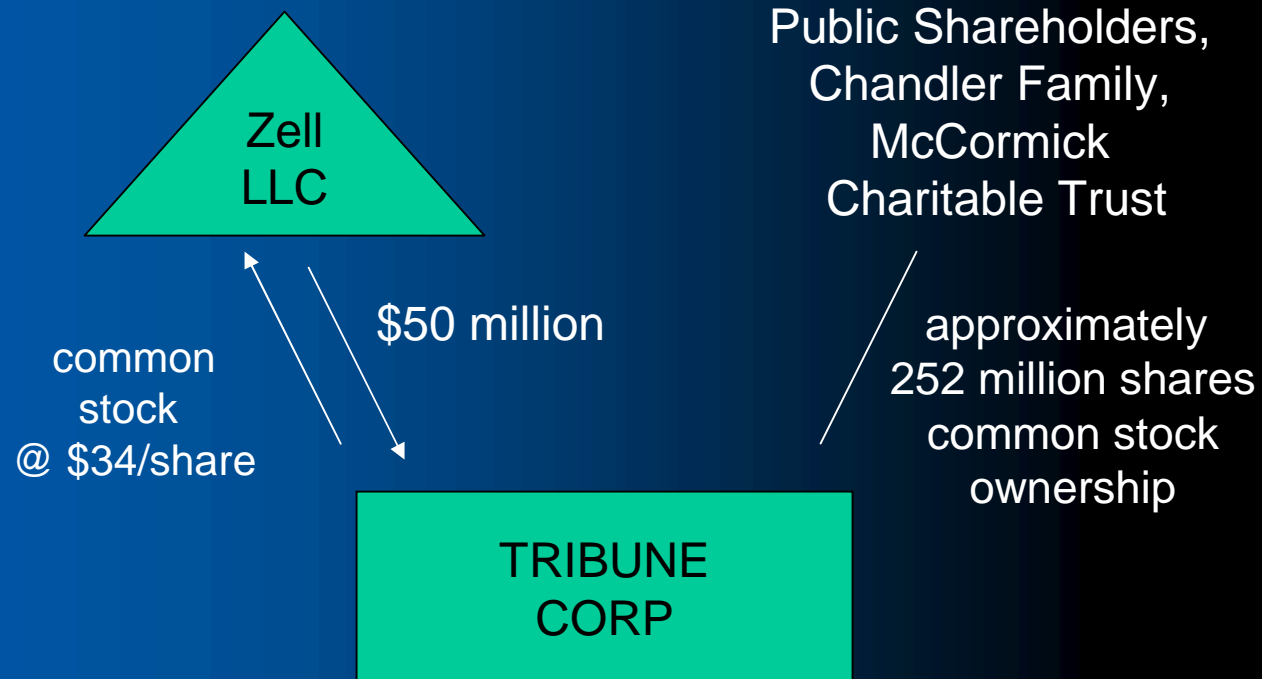 Zell
LLC
Public Shareholders,
Chandler Family,
McCormick
Charitable Trust
$50 million
common
stock
@ $34/share
approximately
252 million shares
common stock
ownership
TRIBUNE
CORP